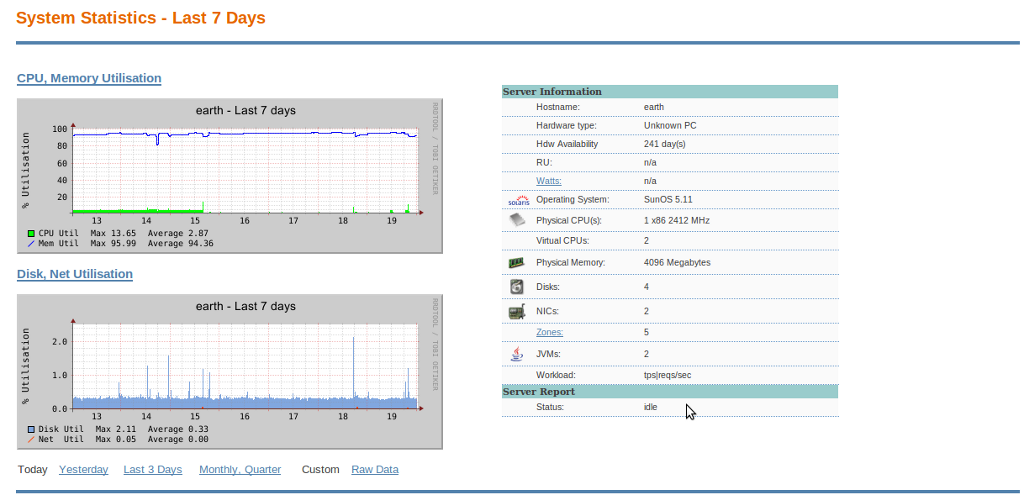 System Statistics - Last 7 Days
CPU, Memory Utilisation
earth - Last 7 days
RRDTOOL / TOBI OETIKER
% Utilisation
100
80
60
40
20
13 14 15 16 17 18 19
CPU Util Max 13.65 Average 2.87
Mem Util Max 95.99 Average 94.36
Disk, Net Utilisation
earth - Last 7 days
RRDTOOL / TOBI OETIKER
% Utilisation
2.0
1.0
0.0
13 14 15 16 17 18 19
Disk Util Max 2.11 Average 0.33
Net Util Max 0.05 Average 0.00
Today Yesterday Last 3 Days Monthly, Quarter Custom Raw Data
Server Information
Hostname: earth
Hardware type: Unknown PC
Hdw Availability 241 day(s)
RU: n/a
Watts: n/a
solaris Operating System: SunOS 5.11
Physical CPU(s): 1 x86 2412 MHz
Virtual CPUs: 2
Physical Memory: 4096 Megabytes
Disks: 4
NICs: 2
Zones: 5
JVMs: 2
Workload: tps|reqs/sec
Server Report
Status: idle